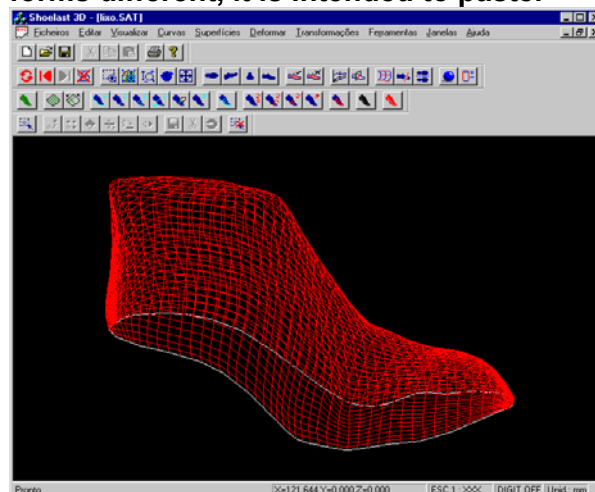 forms different, it is intended to paste.
Shoelast 3D - [lixo.SAT]
Ficheiros Editar Visualizar Curvas Superfícies Deformar Transformações Ferramentas Janelas Ajuda
Pronto X=121.644 Y=0.000 Z=0.000 ESC 1 : XXX DIGIT OFF Unid.: mm